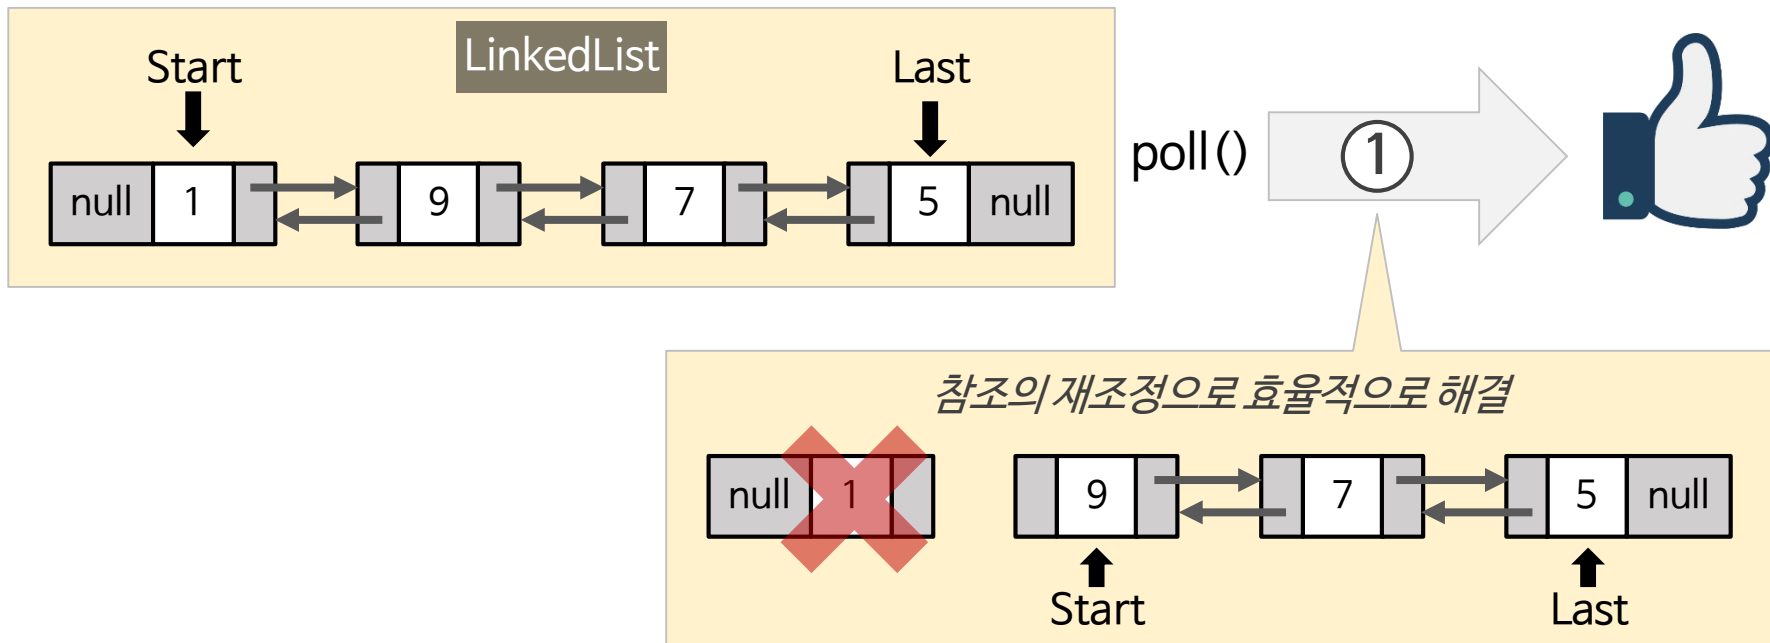 LinkedList
Start
Last
null 1 9 7 5 null
poll() ①
참조의 재조정으로 효율적으로 해결
null 1 9 7 5 null
Start
Last